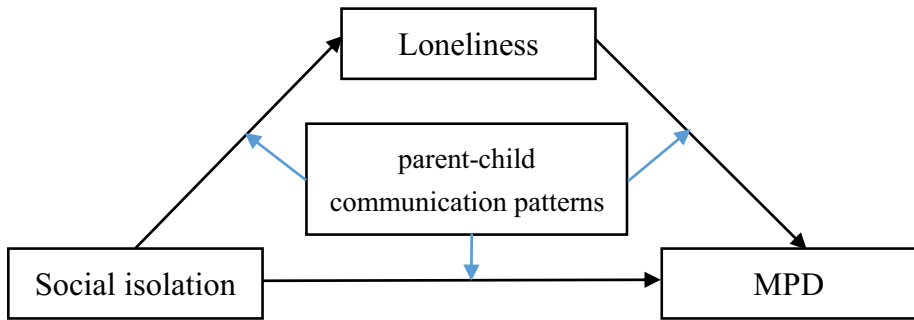 Loneliness
parent-child
communication patterns
Social isolation
MPD